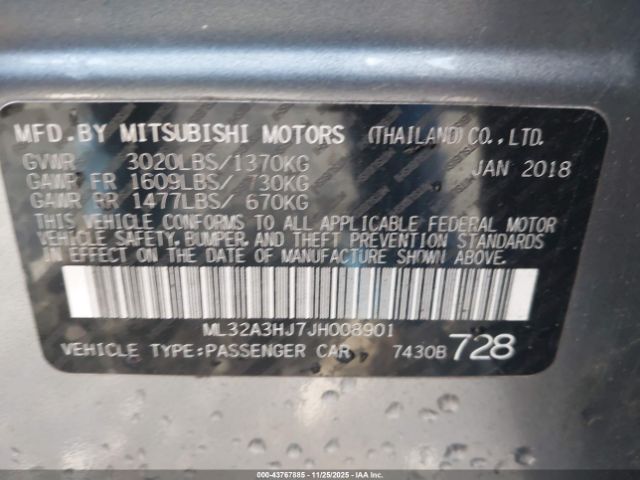 MFD.BY MITSUBISHI MOTORS (THAILAND)CO.,LTD.
GVWR 3020LBS/1370KG JAN 2018
GAWR FR 1609LBS/ 730KG
GAWR RR 1477LBS/ 670KG
THIS VEHICLE CONFORMS TO ALL APPLICABLE FEDERAL MOTOR
VEHICLE SAFETY, BUMPER, AND THEFT PREVENTION STANDARDS
IN EFFECT ON THE DATE OF MANUFACTURE SHOWN ABOVE.
ML32A3HJ7JH008901
VEHICLE TYPE:PASSENGER CAR 7430B 728
000-43767885 - 11/25/2025 - COPYRIGHT IAA, LLC.